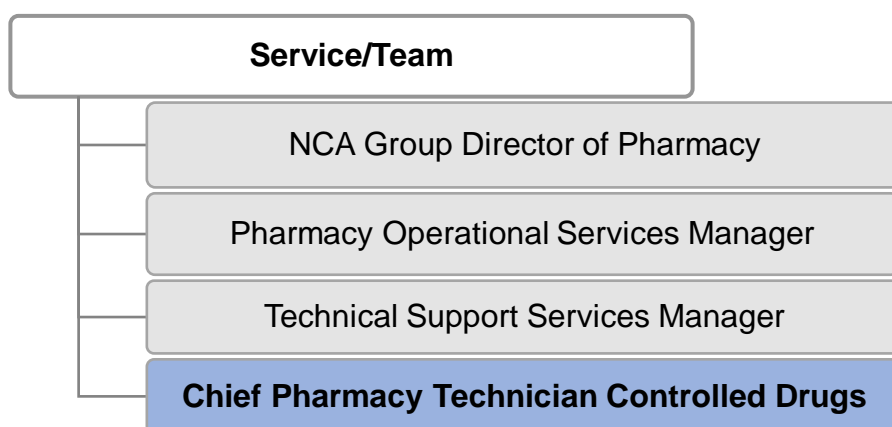 Service/Team
NCA Group Director of Pharmacy
Pharmacy Operational Services Manager
Technical Support Services Manager
Chief Pharmacy Technician Controlled Drugs